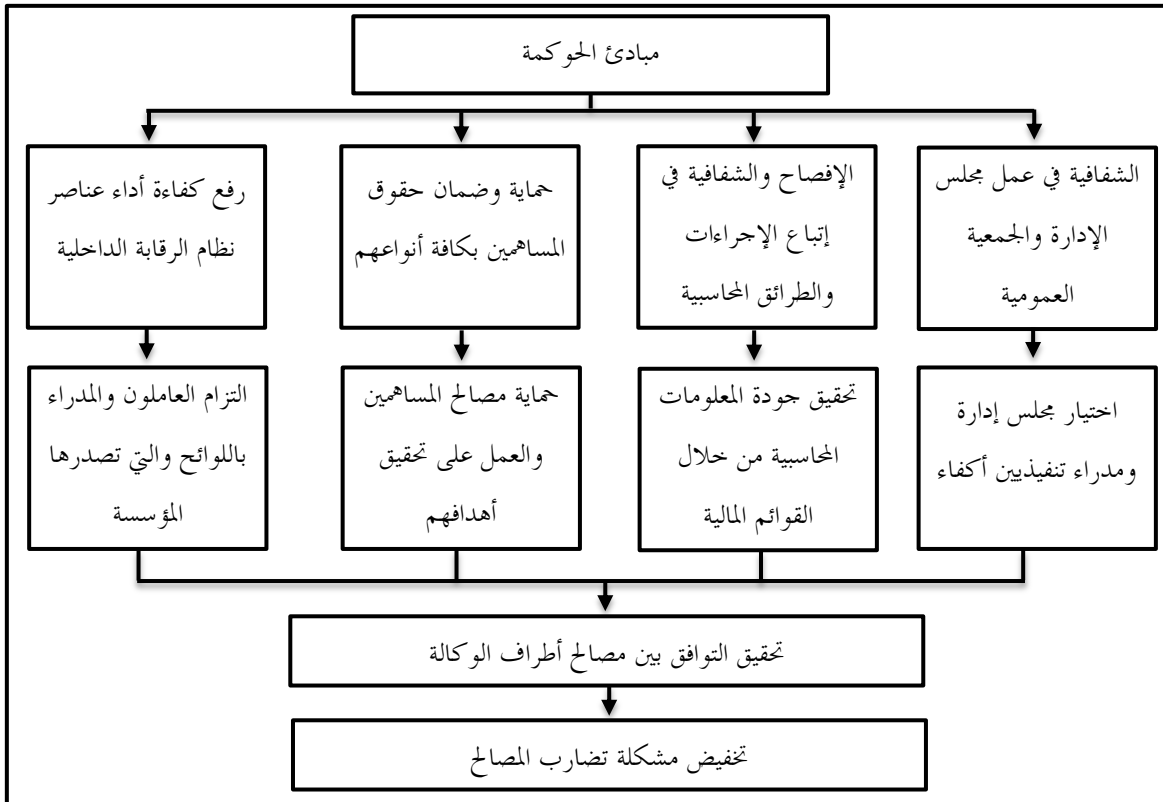 مبادئ الحوكمة
الشفافية في عمل مجلس
الإدارة والجمعية
العمومية
الإفصاح والشفافية في
إتباع الإجراءات
والطرائق المحاسبية
حماية وضمان حقوق
المساهمين بكافة أنواعهم
رفع كفاءة أداء عناصر
نظام الرقابة الداخلية
اختيار مجلس إدارة
ومدراء تنفيذيين أكفاء
تحقيق جودة المعلومات
المحاسبية من خلال
القوائم المالية
حماية مصالح المساهمين
والعمل على تحقيق
أهدافهم
التزام العاملون والمدراء
باللوائح والتي تصدرها
المؤسسة
تحقيق التوافق بين مصالح أطراف الوكالة
تخفيض مشكلة تضارب المصالح